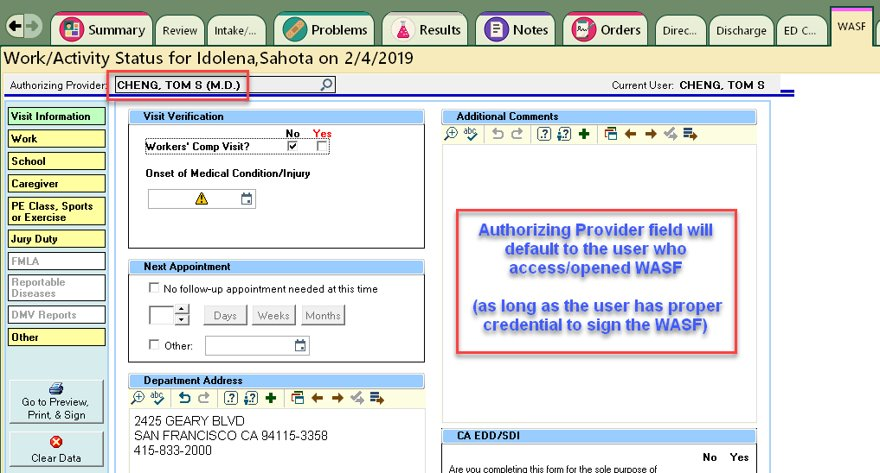 Summary
Review
Intake/...
Problems
Results
Notes
Orders
Direc...
Discharge
ED C...
WASF
Work/Activity Status for Idolena,Sahota on 2/4/2019
Authorizing Provider: CHENG, TOM S (M.D.)
Current User: CHENG, TOM S
Visit Information
Work
School
Caregiver
PE Class, Sports
or Exercise
Jury Duty
FMLA
Reportable
Diseases
DMV Reports
Other
Go to Preview,
Print, & Sign
Clear Data
Visit Verification
No Yes
Workers' Comp Visit?
Onset of Medical Condition/Injury
Next Appointment
No follow-up appointment needed at this time
Days Weeks Months
Other:
Department Address
2425 GEARY BLVD
SAN FRANCISCO CA 94115-3358
415-833-2000
Additional Comments
Authorizing Provider field will
default to the user who
access/opened WASF
(as long as the user has proper
credential to sign the WASF)
CA EDD/SDI
No Yes
Are you completing this form for the sole purpose of